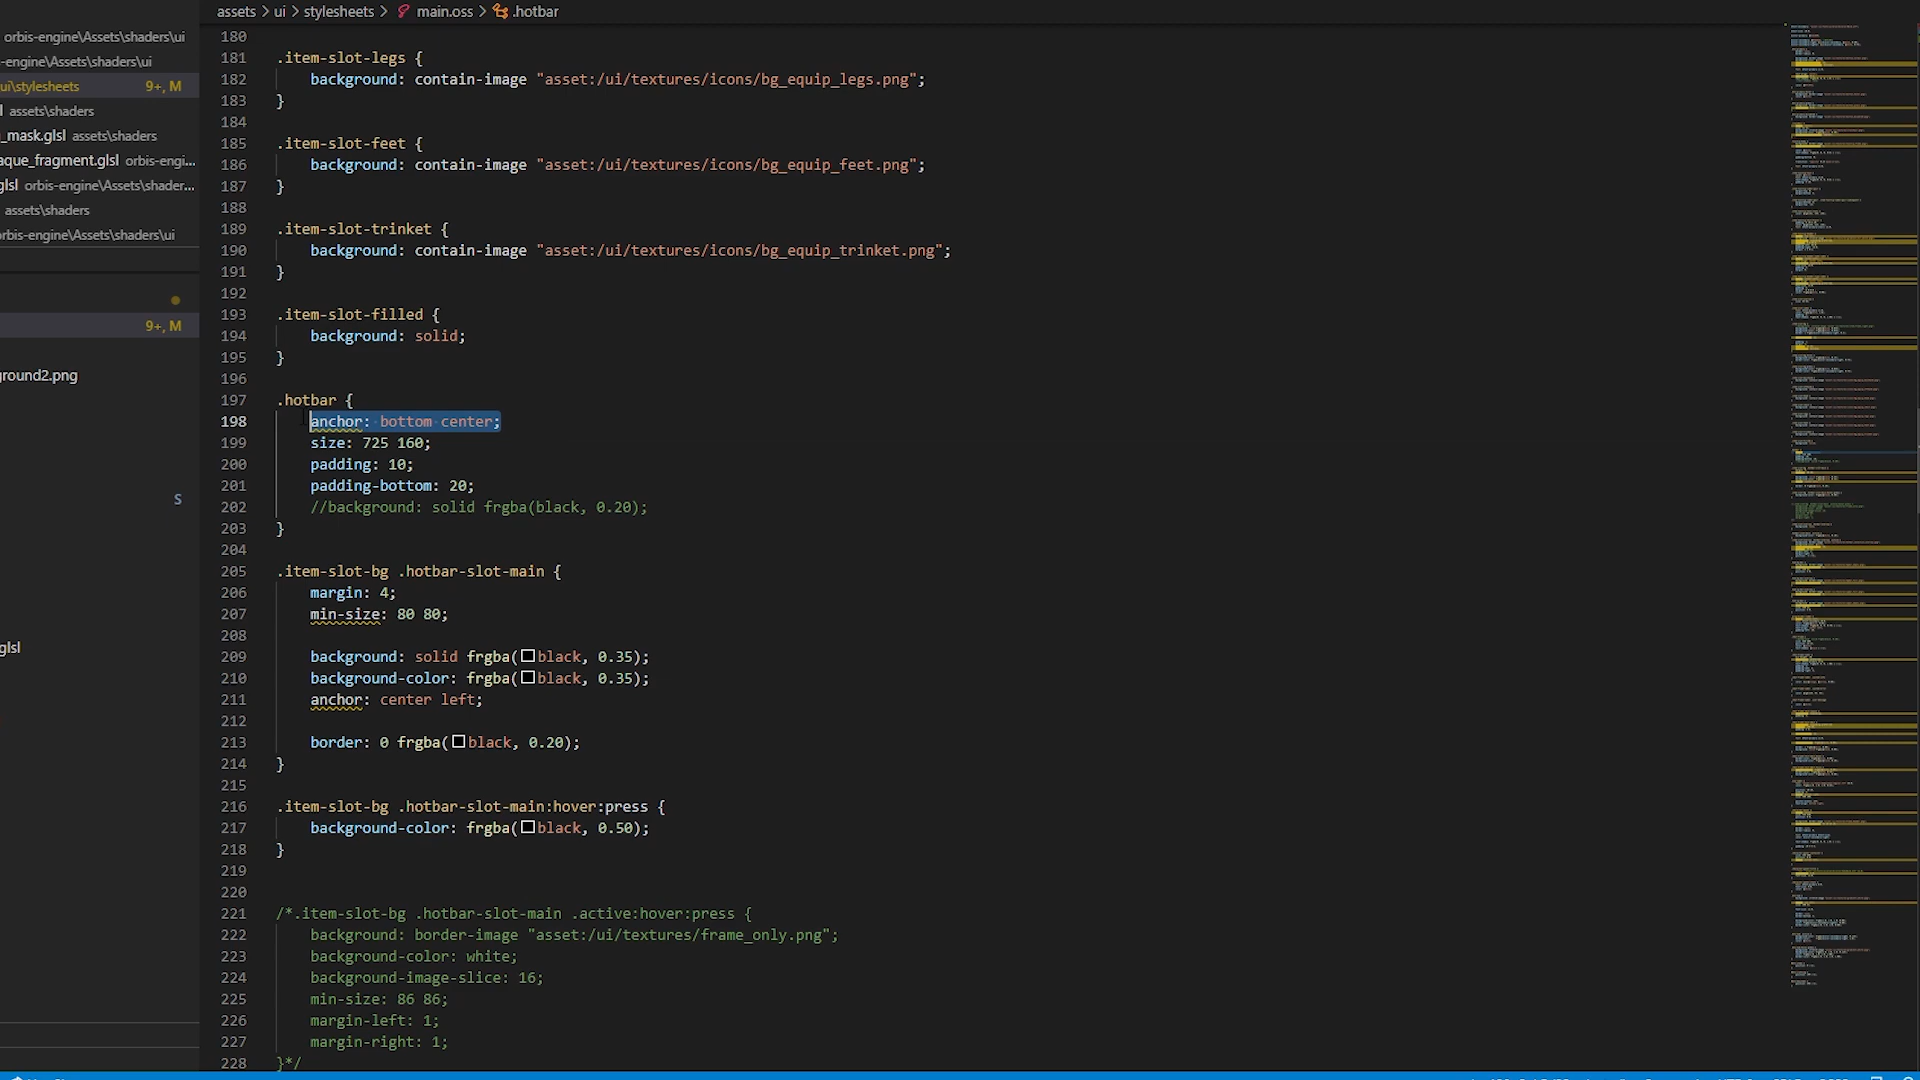 assets > ui > stylesheets > main.oss > .hotbar
orbis-engine\Assets\shaders\ui
-engine\Assets\shaders\ui
ui\stylesheets 9+, M
assets\shaders
_mask.glsl assets\shaders
aque_fragment.glsl orbis-engi...
glsl orbis-engine\Assets\shader...
assets\shaders
orbis-engine\Assets\shaders\ui
9+, M
round2.png
S
glsl
180
181 .item-slot-legs {
182 background: contain-image "asset:/ui/textures/icons/bg_equip_legs.png";
183 }
184
185 .item-slot-feet {
186 background: contain-image "asset:/ui/textures/icons/bg_equip_feet.png";
187 }
188
189 .item-slot-trinket {
190 background: contain-image "asset:/ui/textures/icons/bg_equip_trinket.png";
191 }
192
193 .item-slot-filled {
194 background: solid;
195 }
196
197 .hotbar {
198 anchor: bottom center;
199 size: 725 160;
200 padding: 10;
201 padding-bottom: 20;
202 //background: solid frgba(black, 0.20);
203 }
204
205 .item-slot-bg .hotbar-slot-main {
206 margin: 4;
207 min-size: 80 80;
208
209 background: solid frgba(black, 0.35);
210 background-color: frgba(black, 0.35);
211 anchor: center left;
212
213 border: 0 frgba(black, 0.20);
214 }
215
216 .item-slot-bg .hotbar-slot-main:hover:press {
217 background-color: frgba(black, 0.50);
218 }
219
220
221 /*.item-slot-bg .hotbar-slot-main .active:hover:press {
222 background: border-image "asset:/ui/textures/frame_only.png";
223 background-color: white;
224 background-image-slice: 16;
225 min-size: 86 86;
226 margin-left: 1;
227 margin-right: 1;
228 }*/